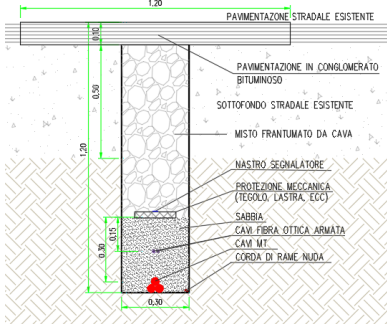 1,20
PAVIMENTAZONE STRADALE ESISTENTE
0,10
PAVIMENTAZIONE IN CONGLOMERATO
BITUMINOSO
0,50
SOTTOFONDO STRADALE ESISTENTE
1,20
MISTO FRANTUMATO DA CAVA
NASTRO SEGNALATORE
PROTEZIONE MECCANICA
(TEGOLO, LASTRA, ECC)
SABBIA
0,15
CAVI FIBRA OTTICA ARMATA
0,30
CAVI MT
CORDA DI RAME NUDA
0,30